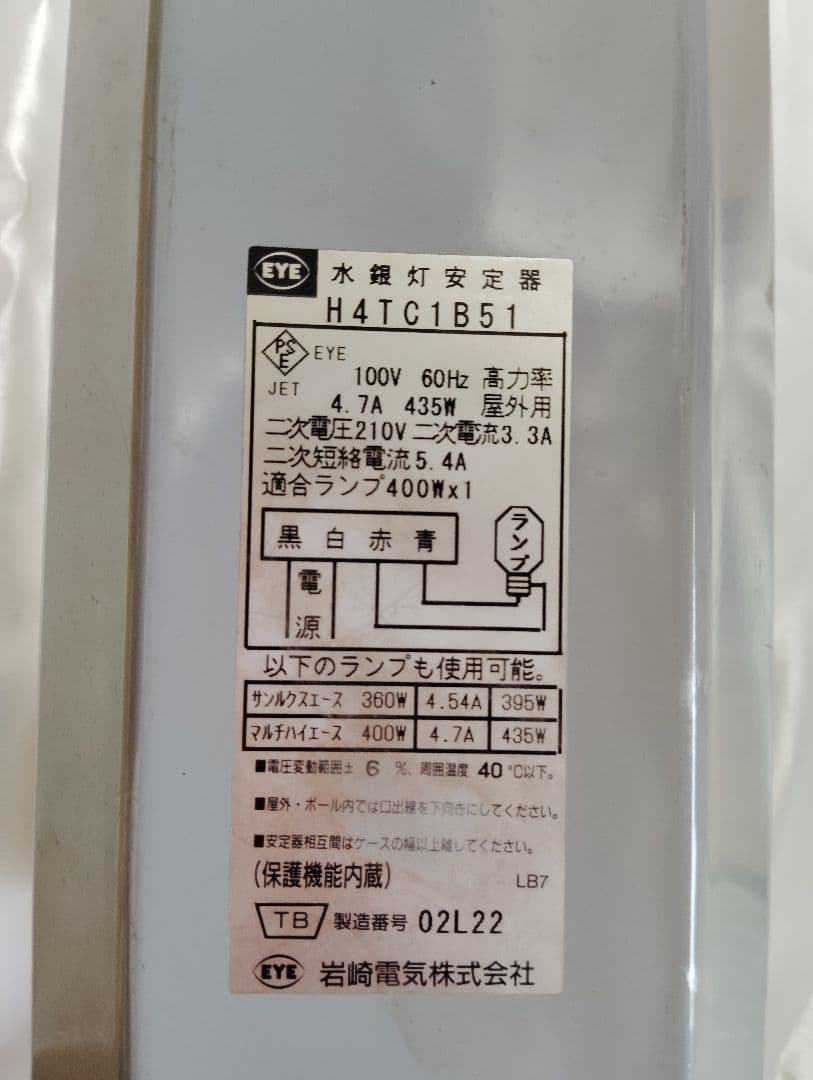 EYE 水銀灯安定器
H4TC1B51
PSE EYE
JET
100V 60Hz 高力率
4.7A 435W 屋外用
二次電圧210V 二次電流3.3A
二次短絡電流5.4A
適合ランプ400W×1
黒 白 赤 青
ランプ
電源
以下のランプも使用可能。
サンルクスエース 360W 4.54A 395W
マルチハイエース 400W 4.7A 435W
■電圧変動範囲± 6 %、周囲温度 40 ℃以下。
■屋外・ポール内では口出線を下向きにしてください。
■安定器相互間はケースの幅以上離してください。
(保護機能内蔵) LB7
TB 製造番号 02L22
EYE 岩崎電気株式会社